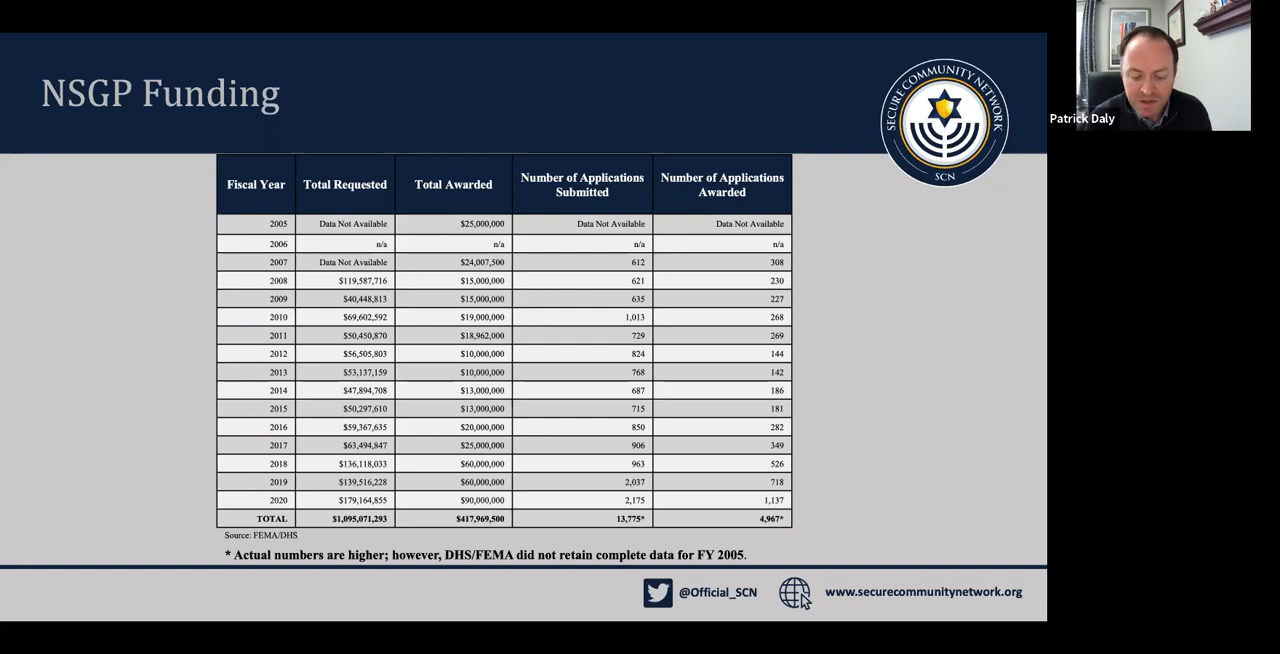 NSGP Funding
SECURE COMMUNITY NETWORK
SCN
Patrick Daly
Fiscal Year Total Requested Total Awarded Number of Applications Submitted Number of Applications Awarded
2005 Data Not Available $25,000,000 Data Not Available Data Not Available
2006 n/a n/a n/a n/a
2007 Data Not Available $24,007,500 612 308
2008 $119,587,716 $15,000,000 621 230
2009 $40,448,813 $15,000,000 635 227
2010 $69,602,592 $19,000,000 1,013 268
2011 $50,450,870 $18,962,000 729 269
2012 $56,505,803 $10,000,000 824 144
2013 $53,137,159 $10,000,000 768 142
2014 $47,894,708 $13,000,000 687 186
2015 $50,297,610 $13,000,000 715 181
2016 $59,367,635 $20,000,000 850 282
2017 $63,494,847 $25,000,000 906 349
2018 $136,118,033 $60,000,000 963 526
2019 $139,516,228 $60,000,000 2,037 718
2020 $179,164,855 $90,000,000 2,175 1,137
TOTAL $1,095,071,293 $417,969,500 13,775* 4,967*
Source: FEMA/DHS
* Actual numbers are higher; however, DHS/FEMA did not retain complete data for FY 2005.
@Official_SCN www.securecommunitynetwork.org